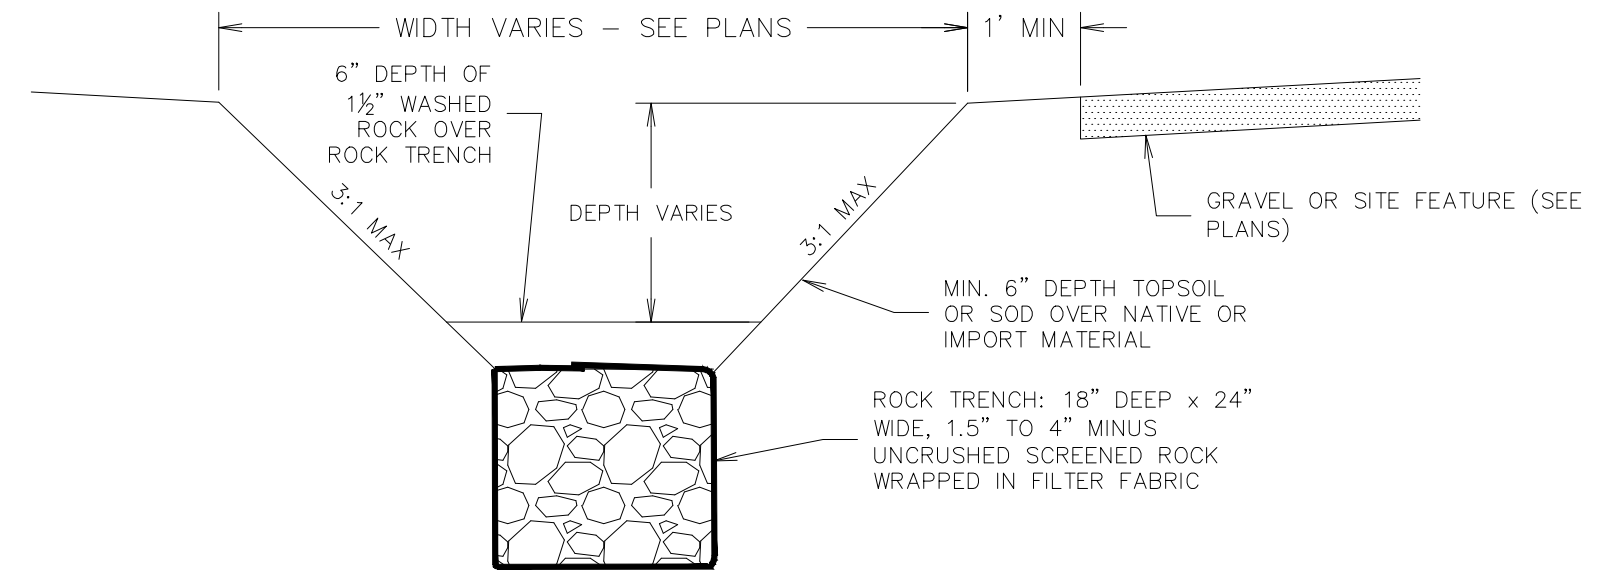 WIDTH VARIES – SEE PLANS
1' MIN
6" DEPTH OF
1½" WASHED
ROCK OVER
ROCK TRENCH
3:1 MAX
DEPTH VARIES
3:1 MAX
GRAVEL OR SITE FEATURE (SEE
PLANS)
MIN. 6" DEPTH TOPSOIL
OR SOD OVER NATIVE OR
IMPORT MATERIAL
ROCK TRENCH: 18" DEEP x 24"
WIDE, 1.5" TO 4" MINUS
UNCRUSHED SCREENED ROCK
WRAPPED IN FILTER FABRIC